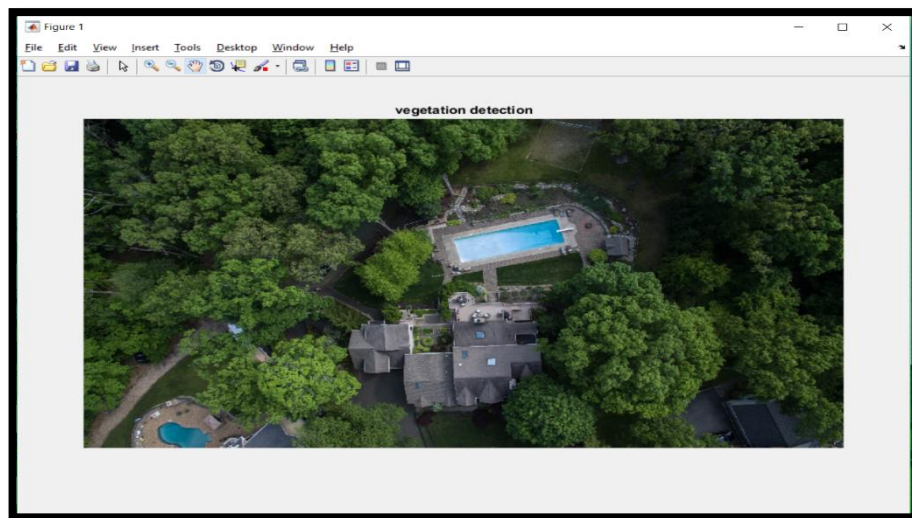 Figure 1
File Edit View Insert Tools Desktop Window Help
vegetation detection